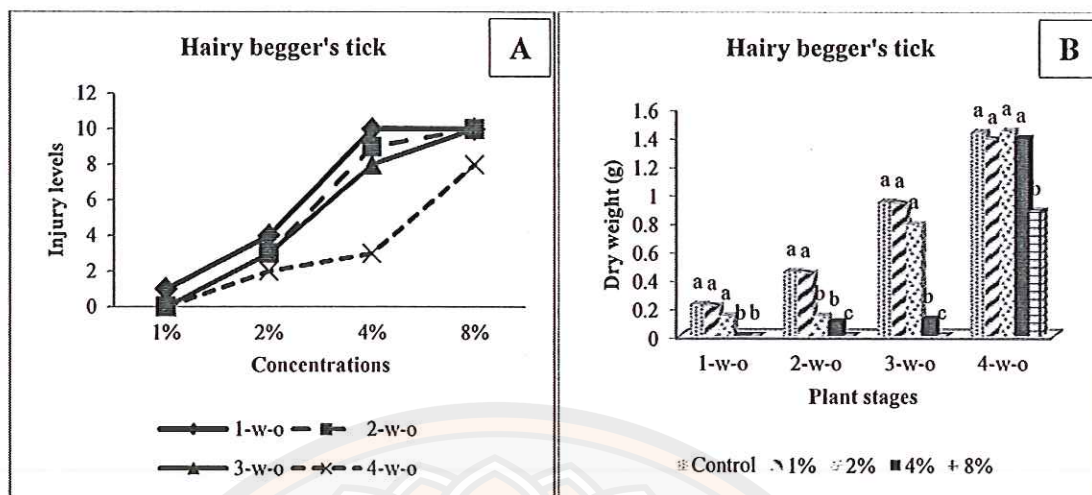 Hairy begger's tick
A
12
10
8
6
4
2
0
Injury levels
1% 2% 4% 8%
Concentrations
1-w-o 2-w-o
3-w-o 4-w-o
Hairy begger's tick
B
1.6
1.4
1.2
1
0.8
0.6
0.4
0.2
0
Dry weight (g)
a a a b b
a a b b c
a a a b c
a a a a b
1-w-o 2-w-o 3-w-o 4-w-o
Plant stages
Control 1% 2% 4% 8%